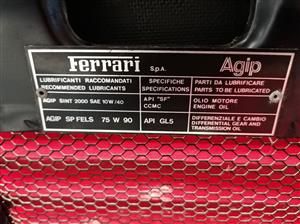 Ferrari S.p.A. Agip
LUBRIFICANTI RACCOMANDATI SPECIFICHE PARTI DA LUBRIFICARE
RECOMMENDED LUBRICANTS SPECIFICATIONS PARTS TO BE LUBRICATED
AGIP SINT 2000 SAE 10W/40 API "SF" CCMC OLIO MOTORE
ENGINE OIL
AGIP SP FELS 75 W 90 API GL5 DIFFERENZIALE E CAMBIO
DIFFERENTIAL GEAR AND
TRANSMISSION OIL